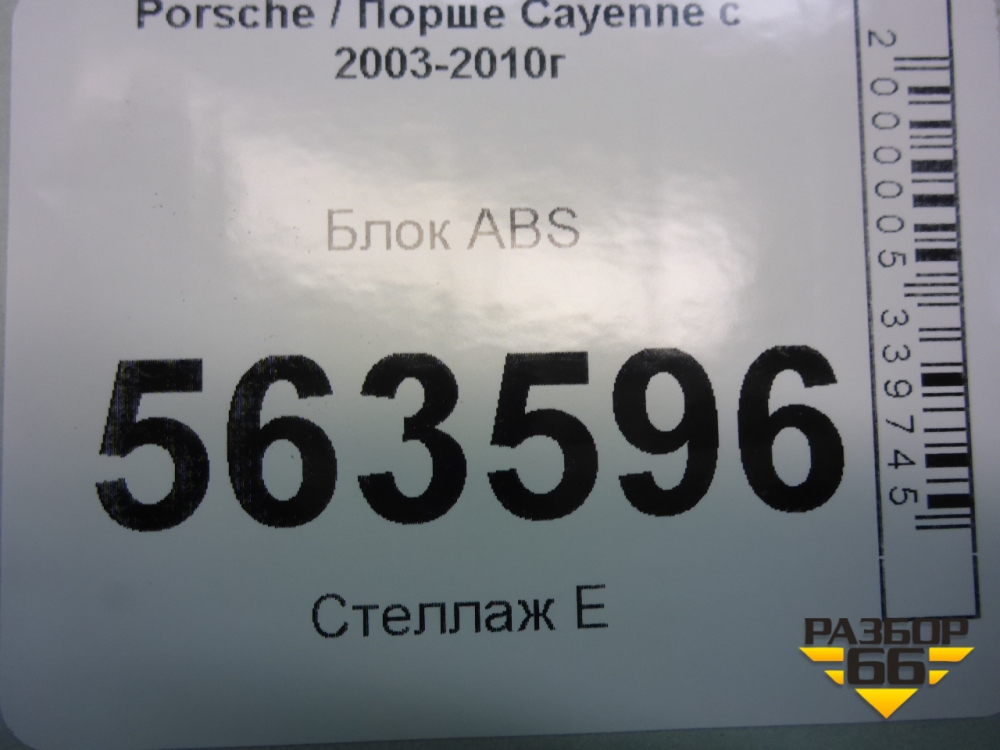 Porsche / Порше Cayenne с
2003-2010г
Блок ABS
563596
Стеллаж Е
2000005339745
РАЗБОР
66